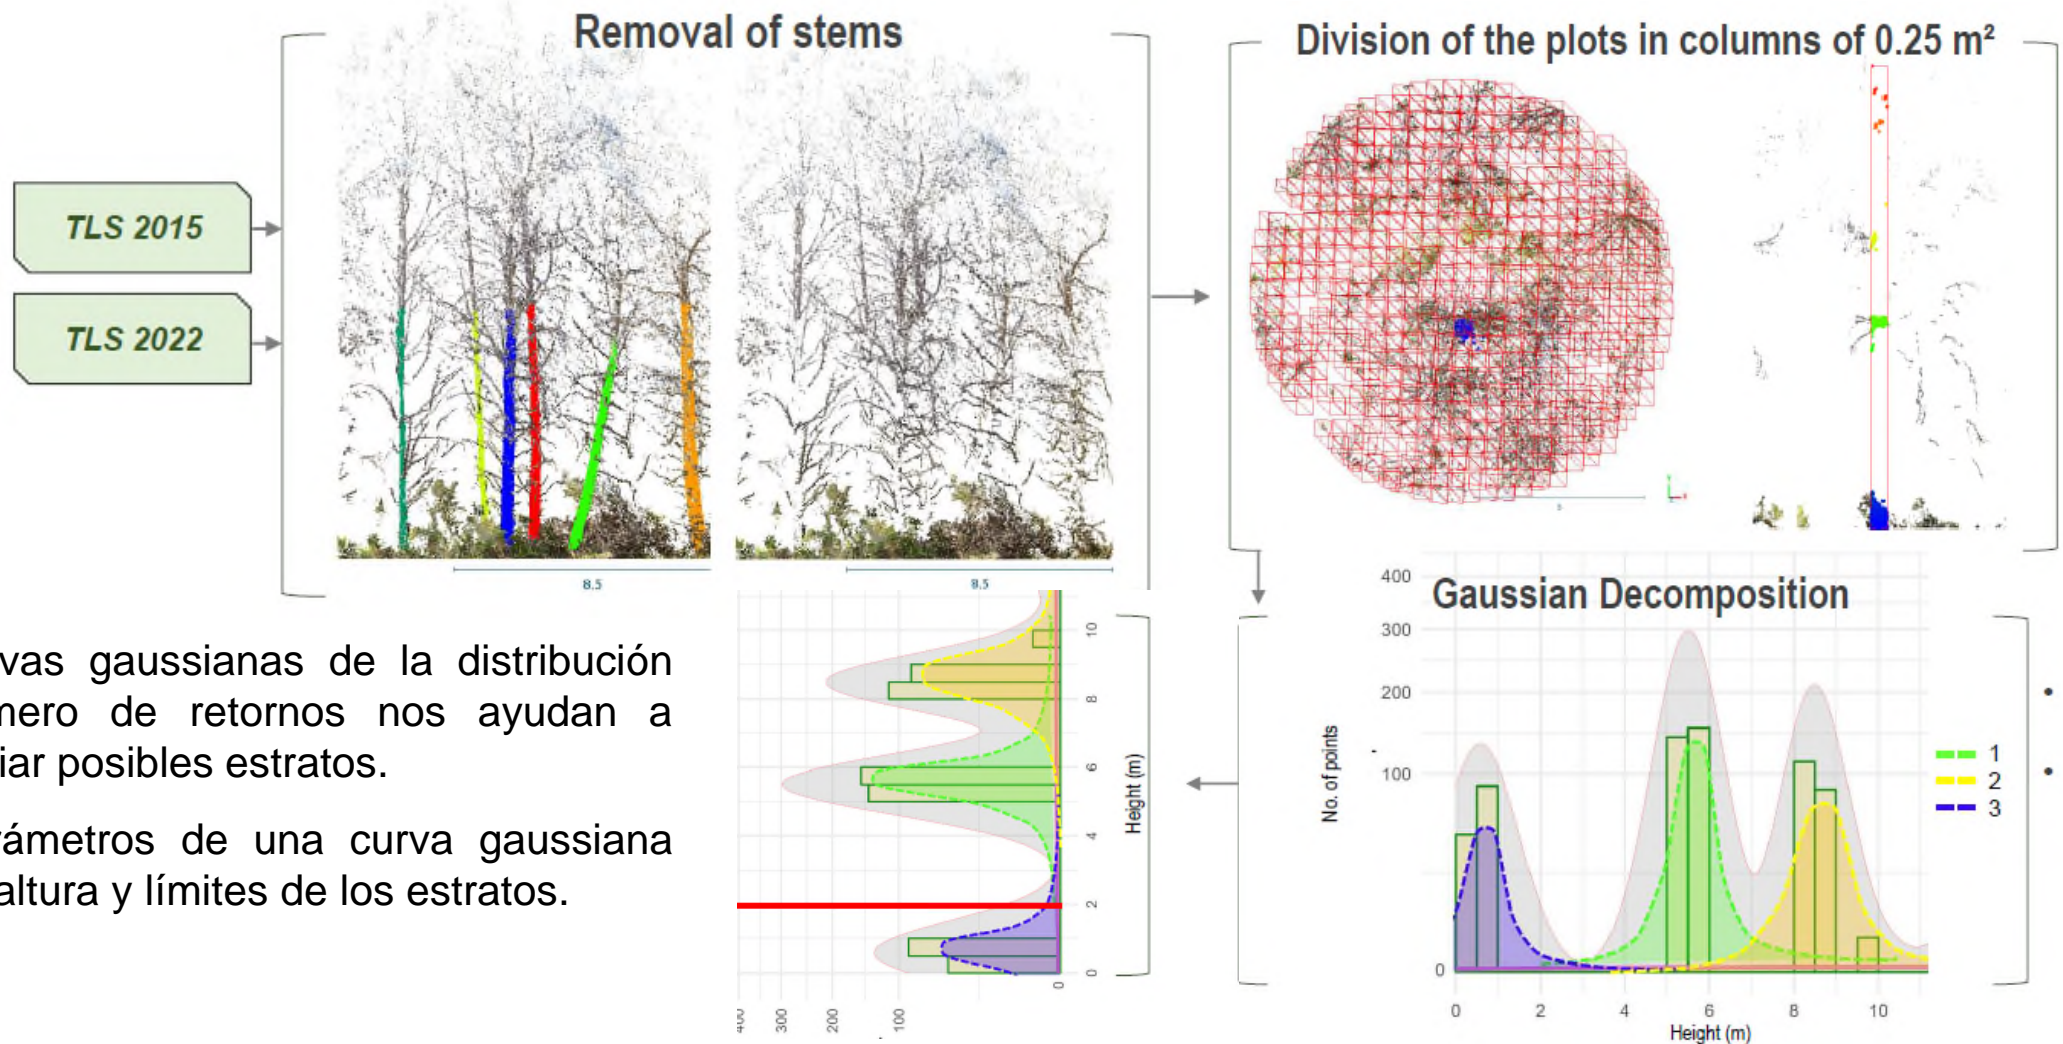 Removal of stems
Division of the plots in columns of 0.25 m²
TLS 2015
TLS 2022
8.5
8.5
vas gaussianas de la distribución
mero de retornos nos ayudan a
iar posibles estratos.
rámetros de una curva gaussiana
altura y límites de los estratos.
10
8
6
4
2
0
Height (m)
400
300
200
100
0
Gaussian Decomposition
400
300
200
100
0
No. of points
0
2
4
6
8
10
Height (m)
1
2
3
•
•